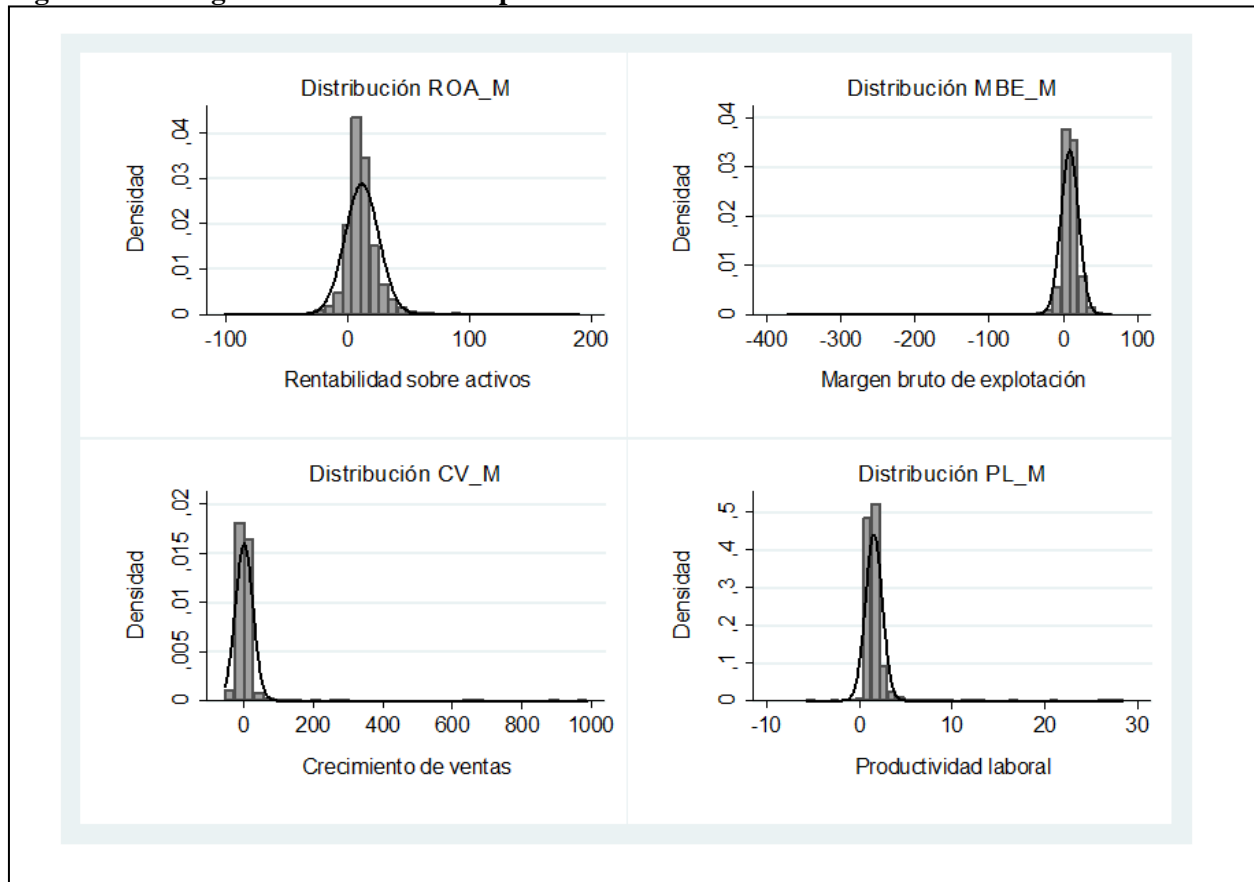 Distribución ROA_M
Densidad
0 ,01 ,02 ,03 ,04
-100 0 100 200
Rentabilidad sobre activos
Distribución MBE_M
Densidad
0 ,01 ,02 ,03 ,04
-400 -300 -200 -100 0 100
Margen bruto de explotación
Distribución CV_M
Densidad
0 ,005 ,01 ,015 ,02
0 200 400 600 800 1000
Crecimiento de ventas
Distribución PL_M
Densidad
0 ,1 ,2 ,3 ,4 ,5
-10 0 10 20 30
Productividad laboral